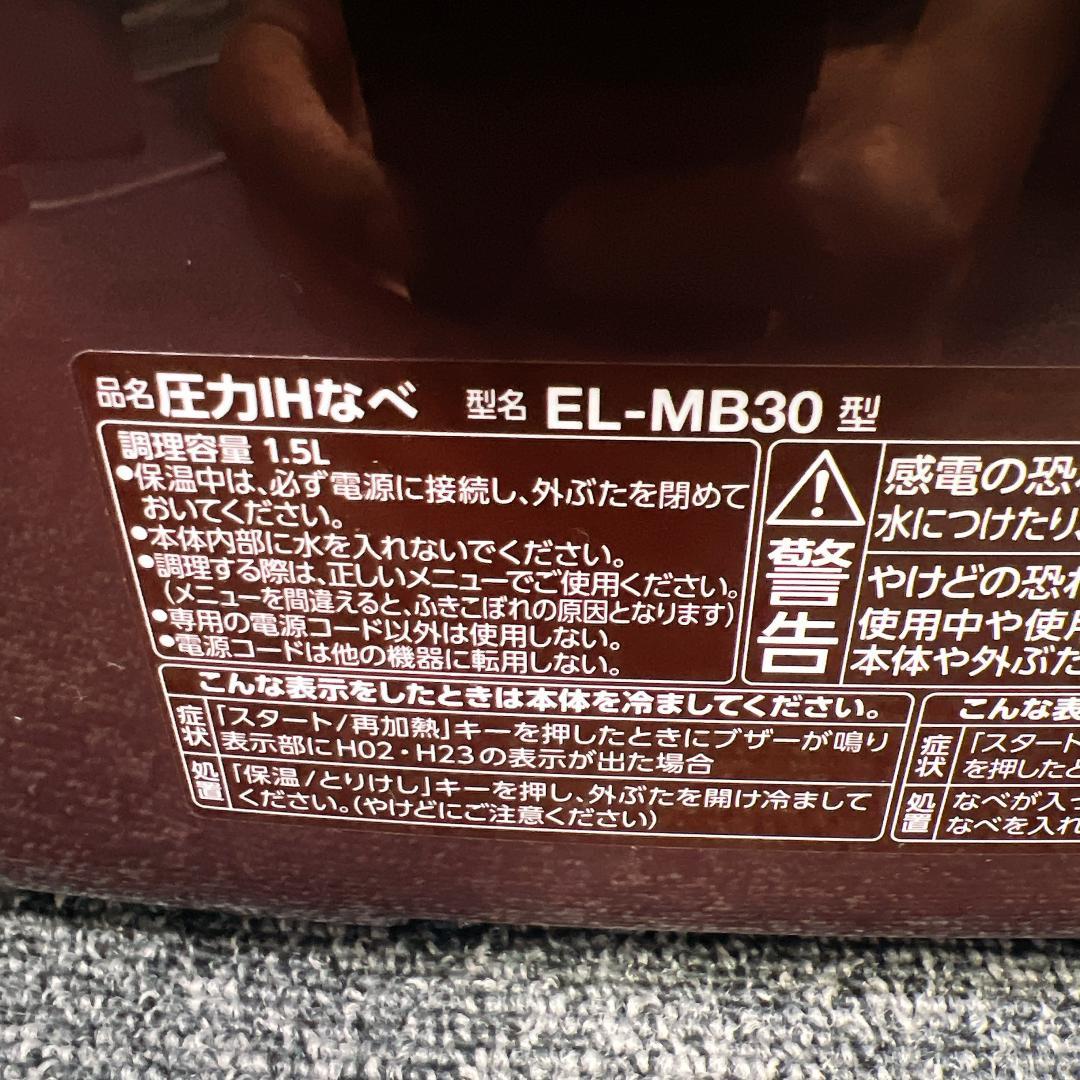 品名 圧力IHなべ 型名 EL-MB30 型
調理容量 1.5L
•保温中は、必ず電源に接続し、外ぶたを閉めて
おいてください。
•本体内部に水を入れないでください。
•調理する際は、正しいメニューでご使用ください。
(メニューを間違えると、ふきこぼれの原因となります)
•専用の電源コード以外は使用しない。
•電源コードは他の機器に転用しない。
警告
感電の恐
水につけたり
やけどの恐れ
使用中や使用
本体や外ぶた
こんな表示をしたときは本体を冷ましてください。
症状
「スタート/再加熱」キーを押したときにブザーが鳴り
表示部にH02・H23の表示が出た場合
処置
「保温/とりけし」キーを押し、外ぶたを開け冷まして
ください。(やけどにご注意ください)
こんな表
症状
「スタート
を押したと
処置
なべが入っ
なべを入れ